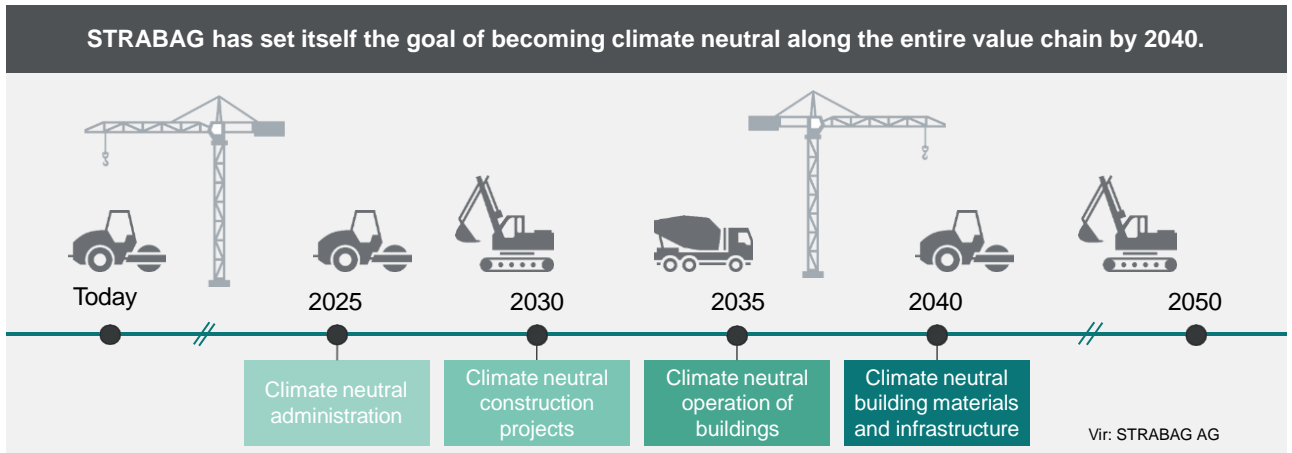 STRABAG has set itself the goal of becoming climate neutral along the entire value chain by 2040.
Today
2025
2030
2035
2040
2050
Climate neutral
administration
Climate neutral
construction
projects
Climate neutral
operation of
buildings
Climate neutral
building materials
and infrastructure
Vir: STRABAG AG